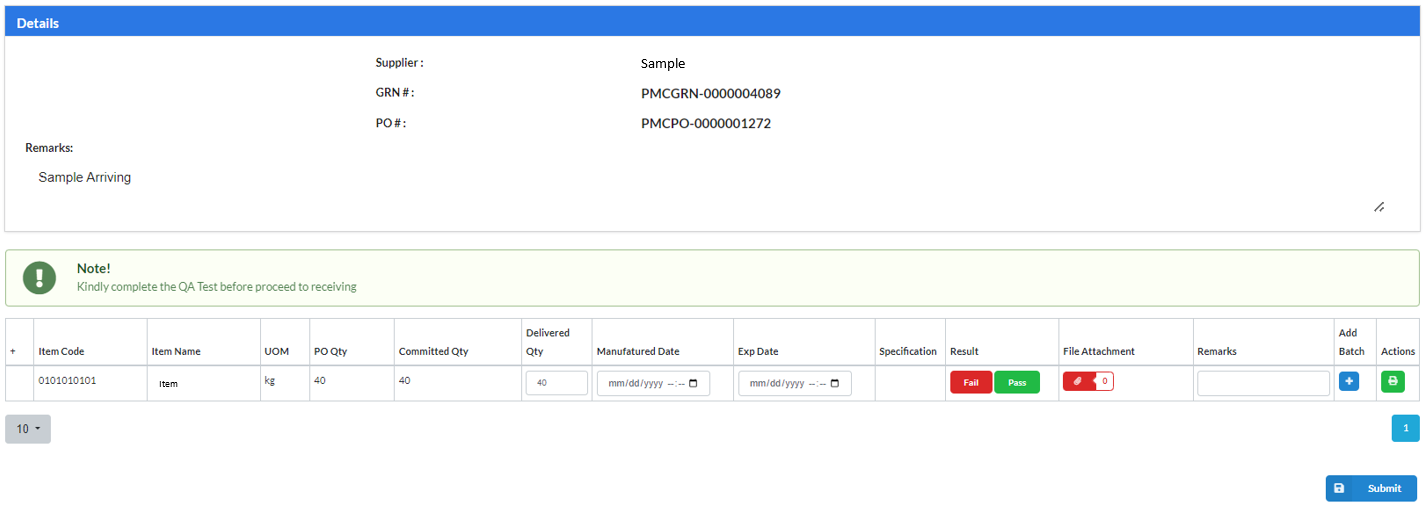 Details
Supplier : Sample
GRN # : PMCGRN-0000004089
PO # : PMCPO-0000001272
Remarks:
Sample Arriving
Note!
Kindly complete the QA Test before proceed to receiving
+ Item Code Item Name UOM PO Qty Committed Qty Delivered Qty Manufatured Date Exp Date Specification Result File Attachment Remarks Add Batch Actions
0101010101 Item kg 40 40 40 mm/dd/yyyy --:-- mm/dd/yyyy --:-- Fail Pass 0 +
10 1
Submit